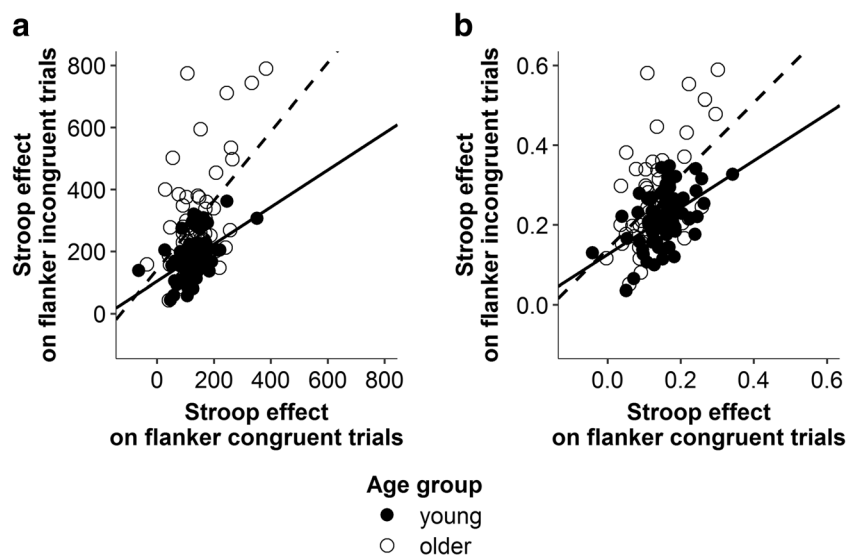 a
Stroop effect
on flanker incongruent trials
800
600
400
200
0
0 200 400 600 800
Stroop effect
on flanker congruent trials
b
Stroop effect
on flanker incongruent trials
0.6
0.4
0.2
0.0
0.0 0.2 0.4 0.6
Stroop effect
on flanker congruent trials
Age group
young
older